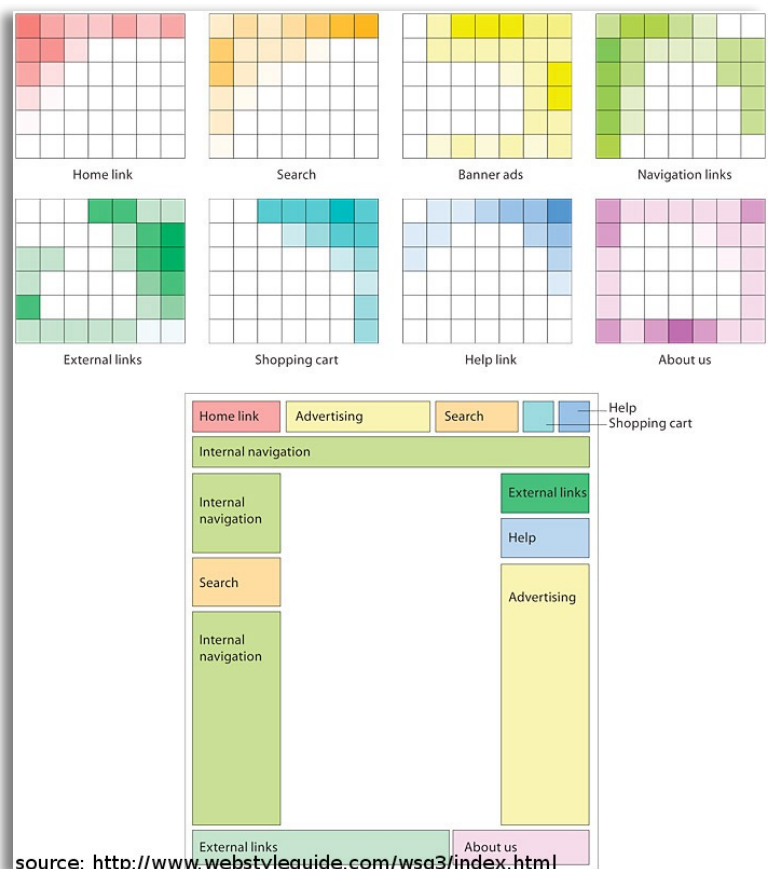 Home link
Search
Banner ads
Navigation links
External links
Shopping cart
Help link
About us
Home link
Advertising
Search
Help
Shopping cart
Internal navigation
Internal
navigation
External links
Help
Search
Advertising
Internal
navigation
External links
About us
source: http://www.webstyleguide.com/wsg3/index.html